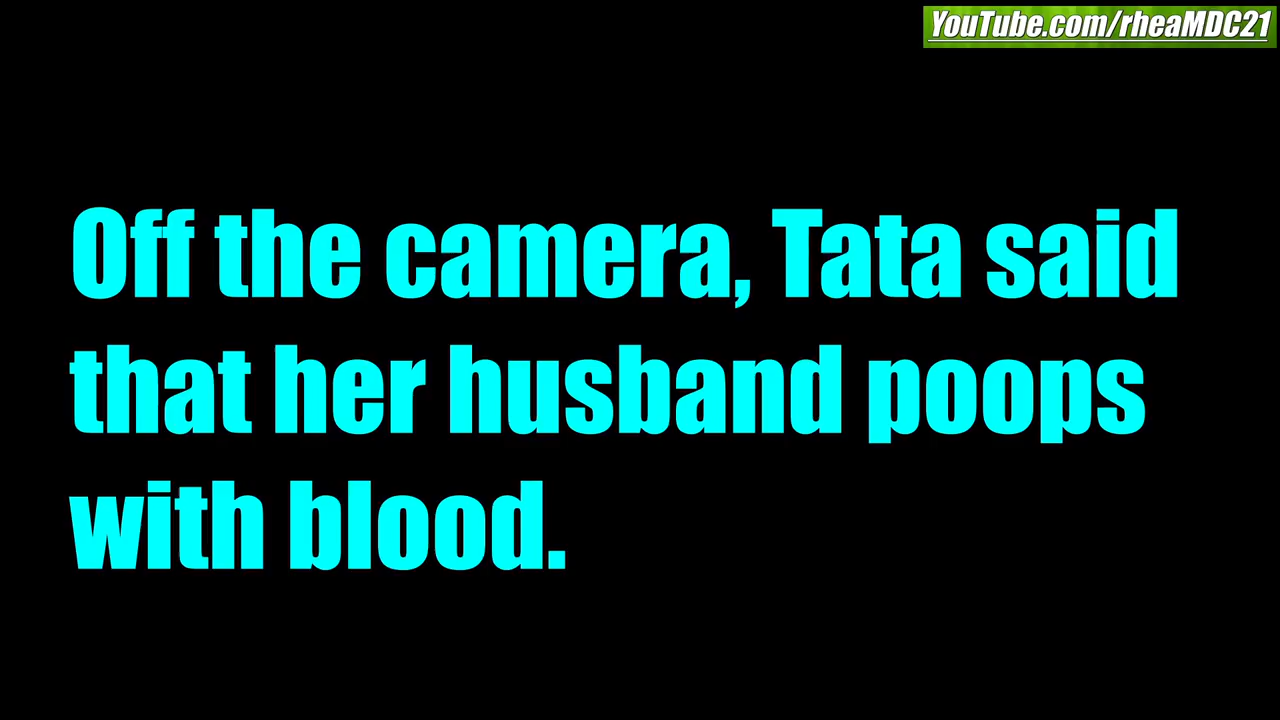 YouTube.com/rheaMDC21
Off the camera, Tata said
that her husband poops
with blood.